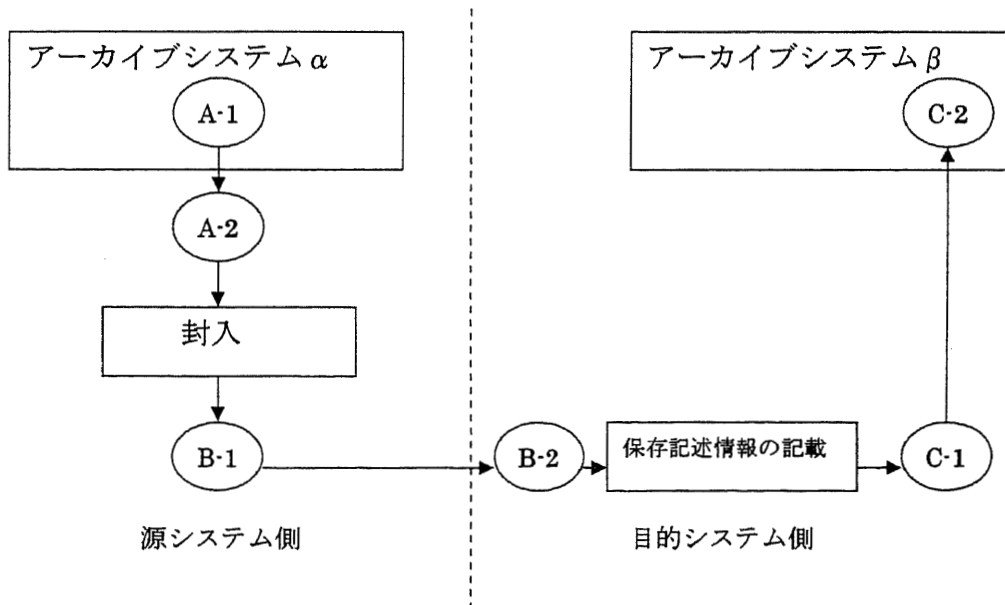 アーカイブシステムα
A-1
A-2
封入
B-1
源システム側
アーカイブシステムβ
C-2
B-2
保存記述情報の記載
C-1
目的システム側